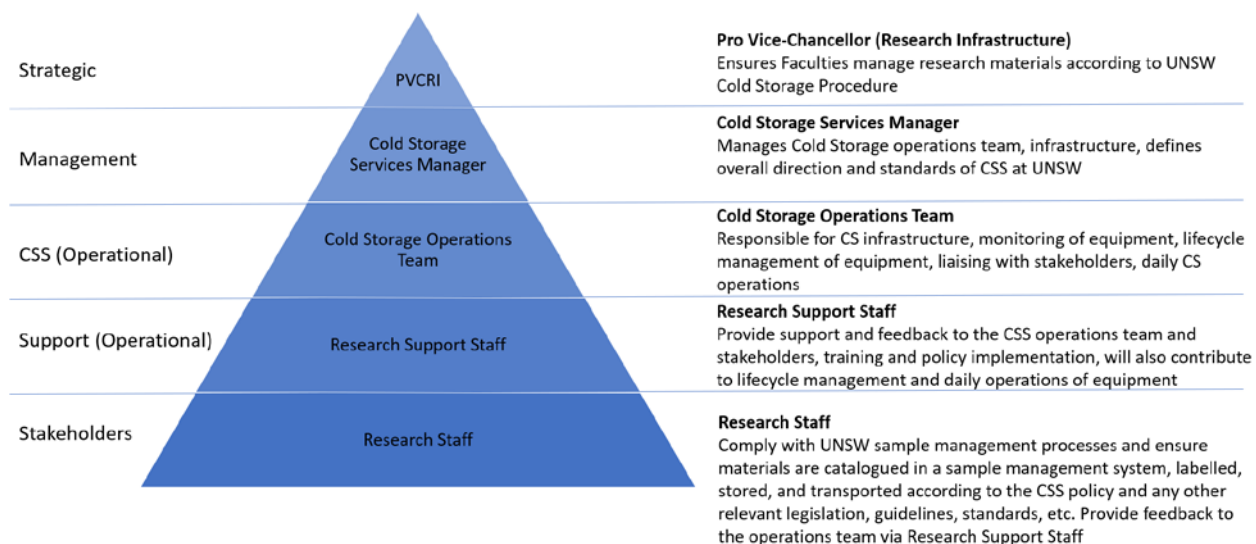 Strategic
PVCRI
Pro Vice-Chancellor (Research Infrastructure)
Ensures Faculties manage research materials according to UNSW
Cold Storage Procedure
Management
Cold Storage
Services Manager
Cold Storage Services Manager
Manages Cold Storage operations team, infrastructure, defines
overall direction and standards of CSS at UNSW
CSS (Operational)
Cold Storage Operations
Team
Cold Storage Operations Team
Responsible for CS infrastructure, monitoring of equipment, lifecycle
management of equipment, liaising with stakeholders, daily CS
operations
Support (Operational)
Research Support Staff
Research Support Staff
Provide support and feedback to the CSS operations team and
stakeholders, training and policy implementation, will also contribute
to lifecycle management and daily operations of equipment
Stakeholders
Research Staff
Research Staff
Comply with UNSW sample management processes and ensure
materials are catalogued in a sample management system, labelled,
stored, and transported according to the CSS policy and any other
relevant legislation, guidelines, standards, etc. Provide feedback to
the operations team via Research Support Staff